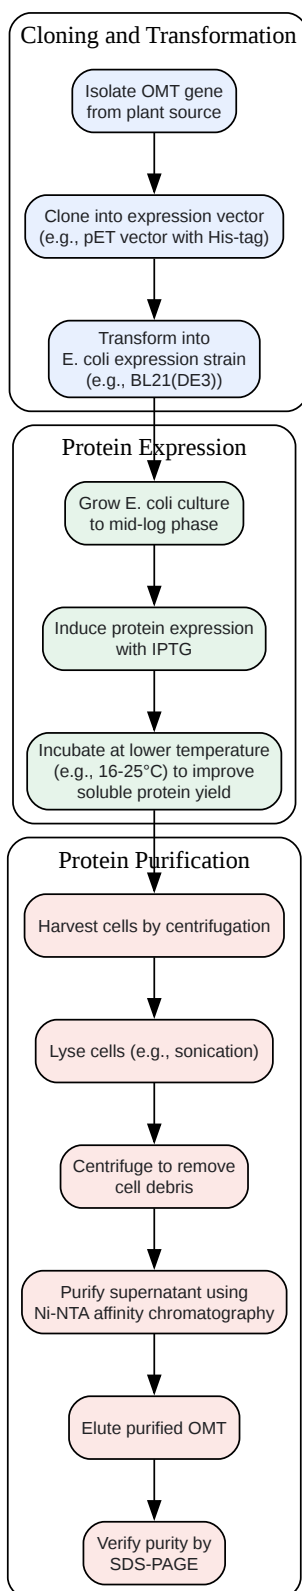 Cloning and Transformation
Isolate OMT gene
from plant source
Clone into expression vector
(e.g., pET vector with His-tag)
Transform into
E. coli expression strain
(e.g., BL21(DE3))
Protein Expression
Grow E. coli culture
to mid-log phase
Induce protein expression
with IPTG
Incubate at lower temperature
(e.g., 16-25°C) to improve
soluble protein yield
Protein Purification
Harvest cells by centrifugation
Lyse cells (e.g., sonication)
Centrifuge to remove
cell debris
Purify supernatant using
Ni-NTA affinity chromatography
Elute purified OMT
Verify purity by
SDS-PAGE